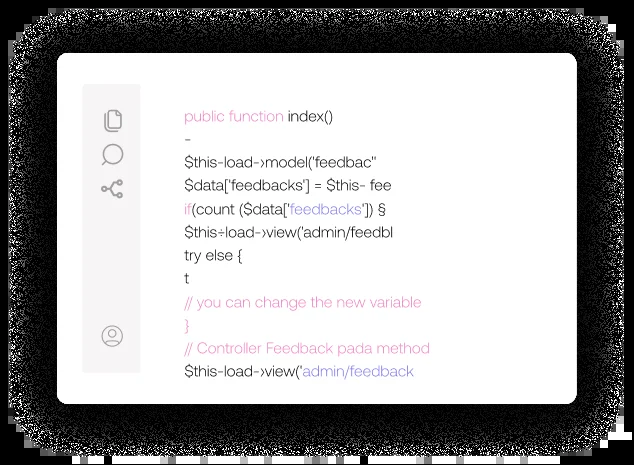 public function index()
-
$this-load->model('feedbac"
$data['feedbacks'] = $this- fee
if(count ($data['feedbacks']) §
$this÷load->view('admin/feedbl
try else {
t
// you can change the new variable
}
// Controller Feedback pada method
$this-load->view('admin/feedback